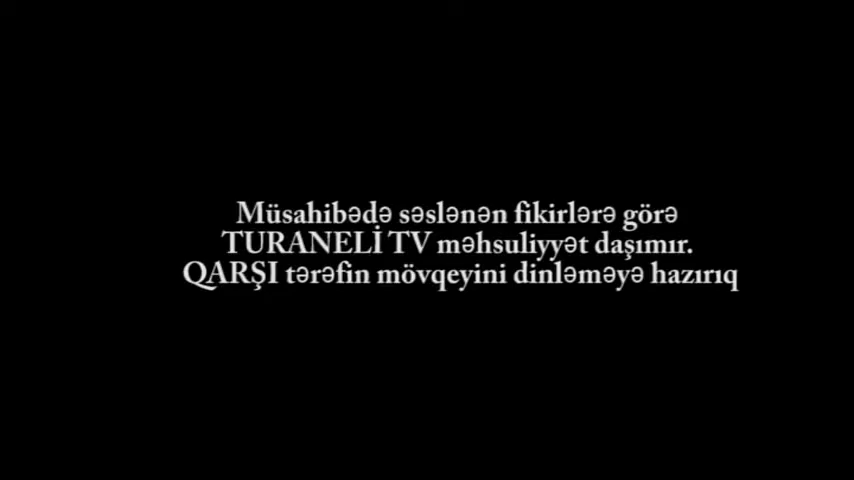 Müsahibədə səslənən fikirlərə görə
TURANELİ TV məhsuliyyət daşımır.
QARŞI tərəfin mövqeyini dinləməyə hazırıq